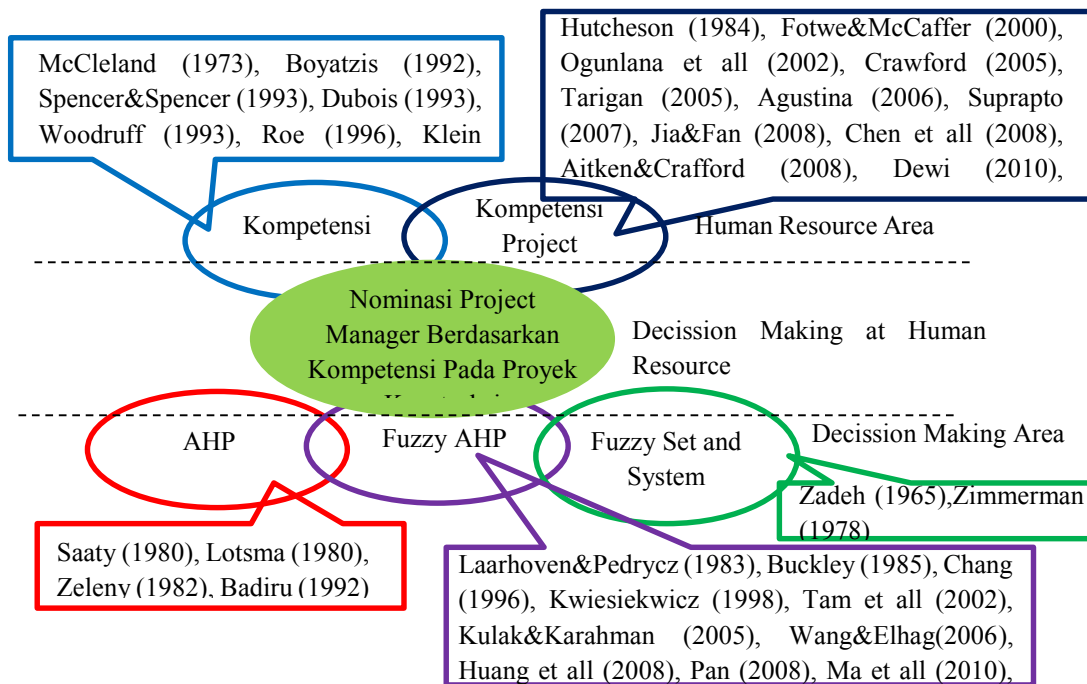 McCleland (1973), Boyatzis (1992),
Spencer&Spencer (1993), Dubois (1993),
Woodruff (1993), Roe (1996), Klein
Hutcheson (1984), Fotwe&McCaffer (2000),
Ogunlana et all (2002), Crawford (2005),
Tarigan (2005), Agustina (2006), Suprapto
(2007), Jia&Fan (2008), Chen et all (2008),
Aitken&Crafford (2008), Dewi (2010),
Kompetensi
Kompetensi
Project
Human Resource Area
Nominasi Project
Manager Berdasarkan
Kompetensi Pada Proyek
Decission Making at Human
Resource
AHP
Fuzzy AHP
Fuzzy Set and
System
Decission Making Area
Zadeh (1965),Zimmerman
(1978)
Saaty (1980), Lotsma (1980),
Zeleny (1982), Badiru (1992)
Laarhoven&Pedrycz (1983), Buckley (1985), Chang
(1996), Kwiesiekwicz (1998), Tam et all (2002),
Kulak&Karahman (2005), Wang&Elhag(2006),
Huang et all (2008), Pan (2008), Ma et all (2010),